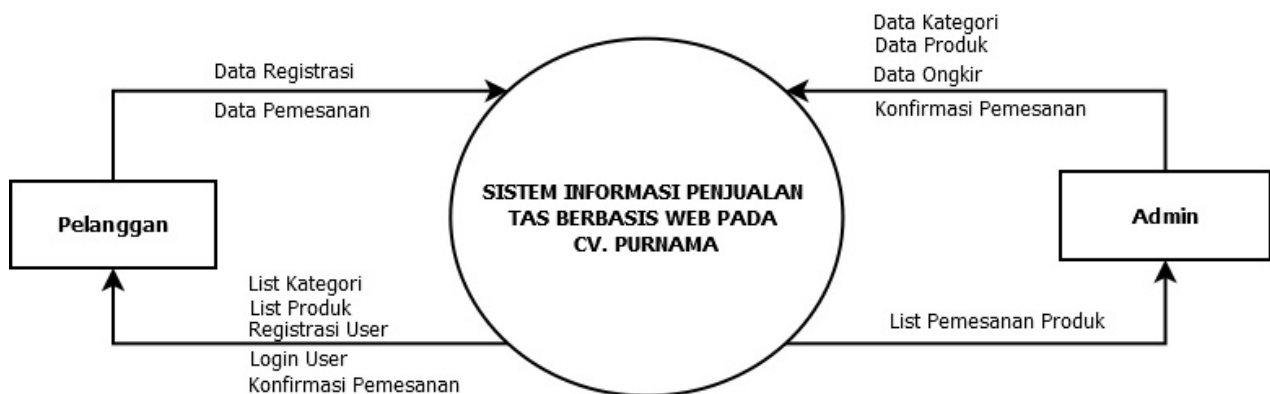 Data Registrasi
Data Pemesanan
Data Kategori
Data Produk
Data Ongkir
Konfirmasi Pemesanan
Pelanggan
SISTEM INFORMASI PENJUALAN
TAS BERBASIS WEB PADA
CV. PURNAMA
Admin
List Kategori
List Produk
Registrasi User
Login User
Konfirmasi Pemesanan
List Pemesanan Produk